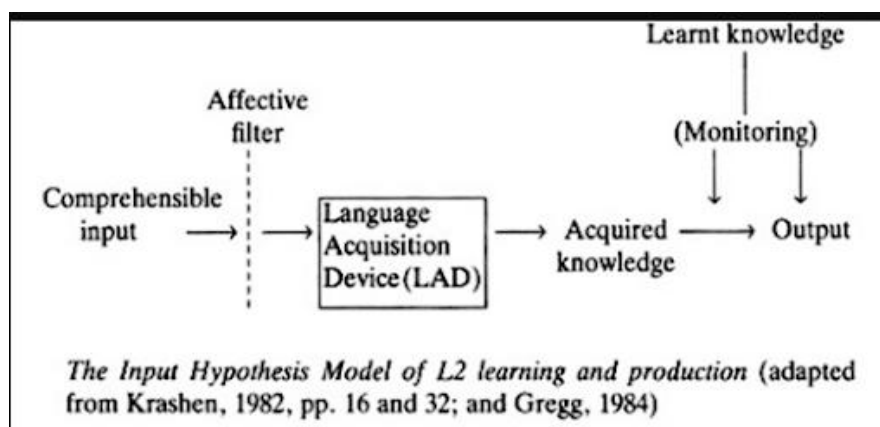 Learnt knowledge
Affective
filter
(Monitoring)
Comprehensible
input
Language
Acquisition
Device (LAD)
Acquired
knowledge
Output
The Input Hypothesis Model of L2 learning and production (adapted
from Krashen, 1982, pp. 16 and 32; and Gregg, 1984)